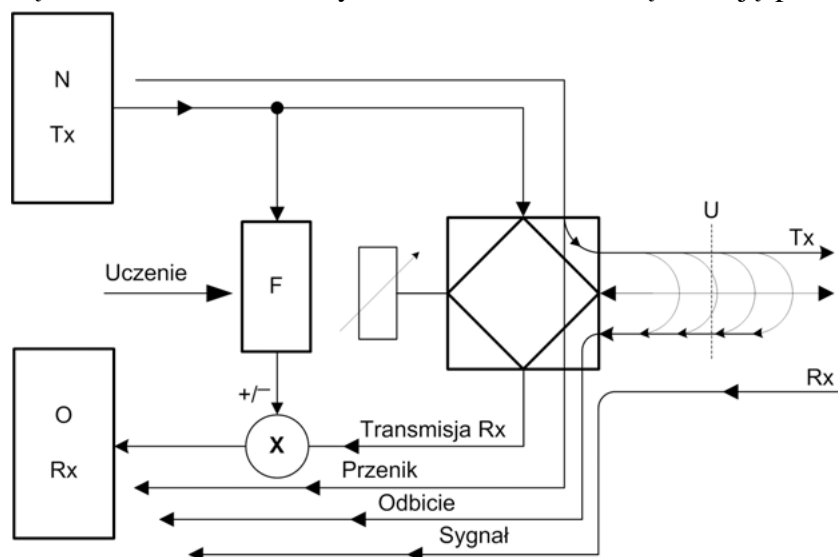 N
Tx
U
Tx
Uczenie
F
Rx
+/–
O
Rx
X
Transmisja Rx
Przenik
Odbicie
Sygnał